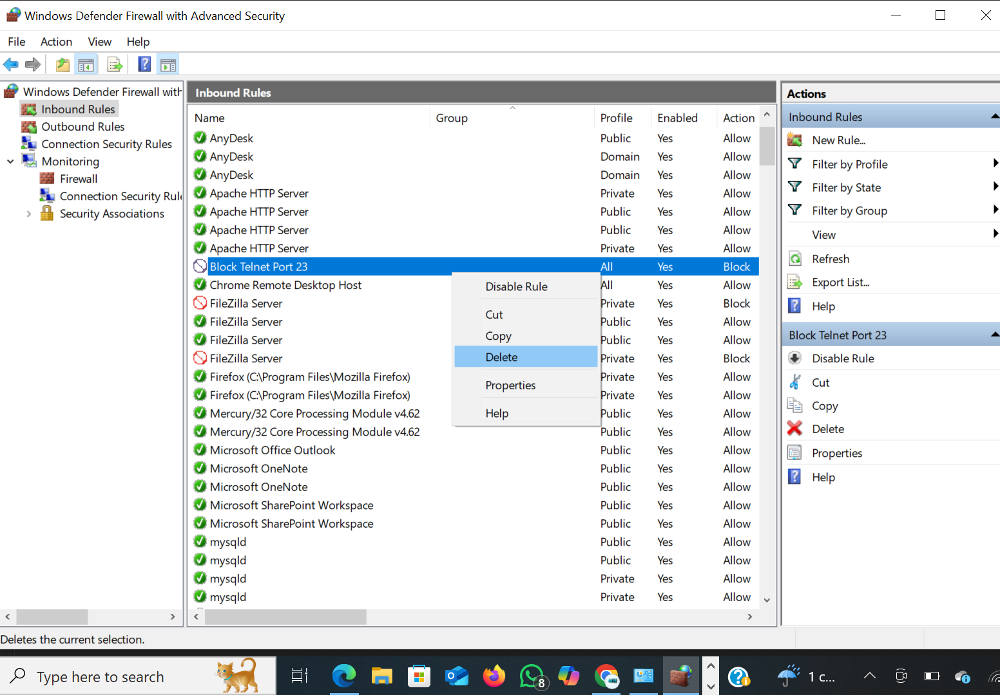 Windows Defender Firewall with Advanced Security
File Action View Help
Windows Defender Firewall with
Inbound Rules
Outbound Rules
Connection Security Rules
Monitoring
Firewall
Connection Security Rule
Security Associations
Inbound Rules
Name Group Profile Enabled Action
AnyDesk Public Yes Allow
AnyDesk Domain Yes Allow
AnyDesk Domain Yes Allow
Apache HTTP Server Private Yes Allow
Apache HTTP Server Public Yes Allow
Apache HTTP Server Public Yes Allow
Apache HTTP Server Private Yes Allow
Block Telnet Port 23 All Yes Block
Chrome Remote Desktop Host All Yes Allow
FileZilla Server Private Yes Block
FileZilla Server Public Yes Allow
FileZilla Server Public Yes Allow
FileZilla Server Private Yes Block
Firefox (C:\Program Files\Mozilla Firefox) Private Yes Allow
Firefox (C:\Program Files\Mozilla Firefox) Private Yes Allow
Mercury/32 Core Processing Module v4.62 Public Yes Allow
Mercury/32 Core Processing Module v4.62 Public Yes Allow
Microsoft Office Outlook Public Yes Allow
Microsoft OneNote Public Yes Allow
Microsoft OneNote Public Yes Allow
Microsoft SharePoint Workspace Public Yes Allow
Microsoft SharePoint Workspace Public Yes Allow
mysqld Public Yes Allow
mysqld Public Yes Allow
mysqld Private Yes Allow
mysqld Private Yes Allow
Disable Rule
Cut
Copy
Delete
Properties
Help
Actions
Inbound Rules
New Rule...
Filter by Profile
Filter by State
Filter by Group
View
Refresh
Export List...
Help
Block Telnet Port 23
Disable Rule
Cut
Copy
Delete
Properties
Help
Deletes the current selection.
Type here to search
8
1 c...